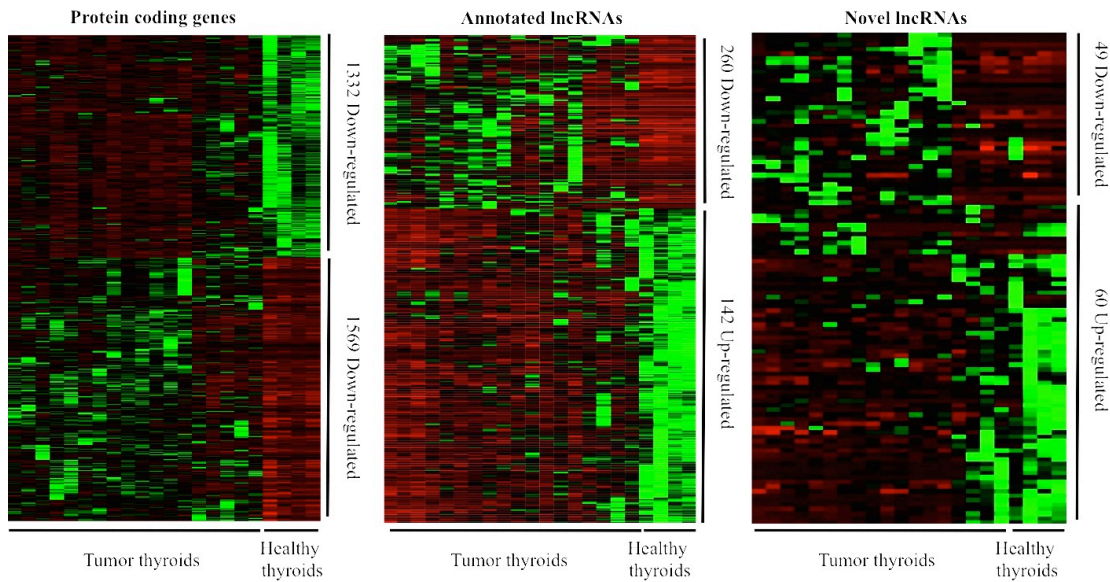 Protein coding genes
Annotated lncRNAs
Novel lncRNAs
1332 Down-regulated
1569 Down-regulated
260 Down-regulated
142 Up-regulated
49 Down-regulated
60 Up-regulated
Tumor thyroids
Healthy
thyroids
Tumor thyroids
Healthy
thyroids
Tumor thyroids
Healthy
thyroids